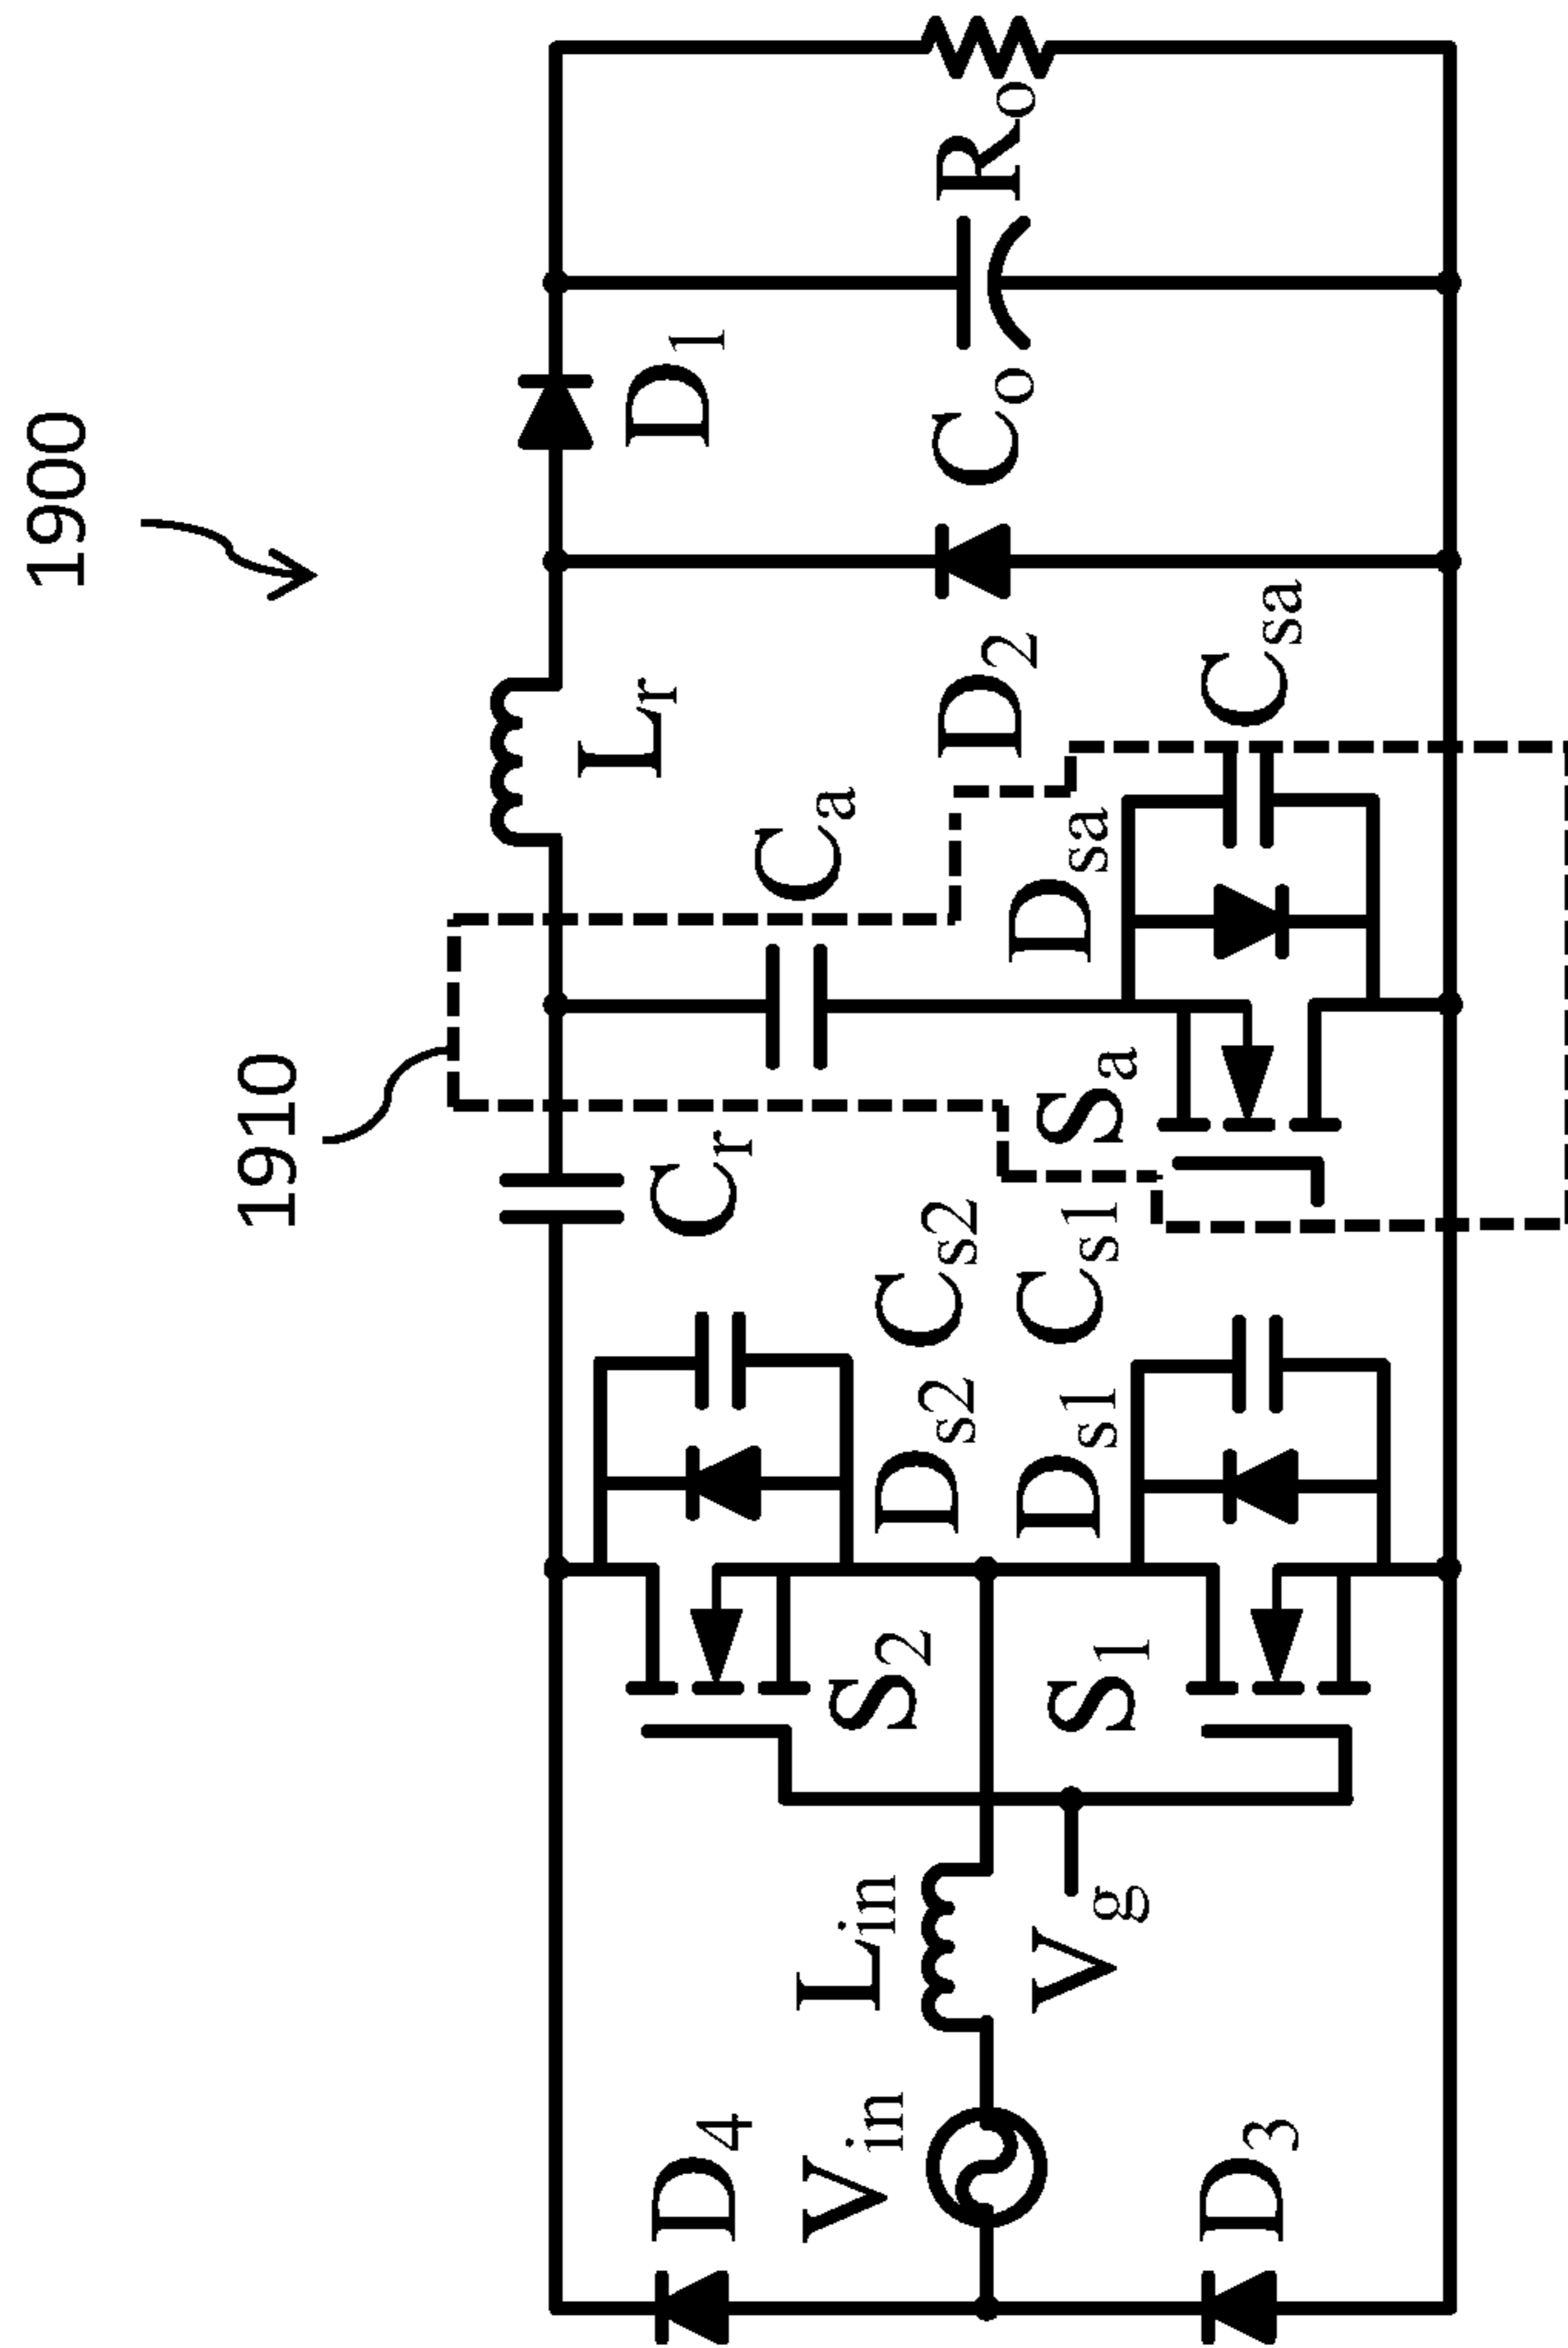 1900
1910
Cr
Lr
D1
Ca
D4
Vin
Lin
S2
Ds2
Cs2
Vg
S1
Ds1
Cs1
Sa
Dsa
Csa
D2
Co
Ro
D3